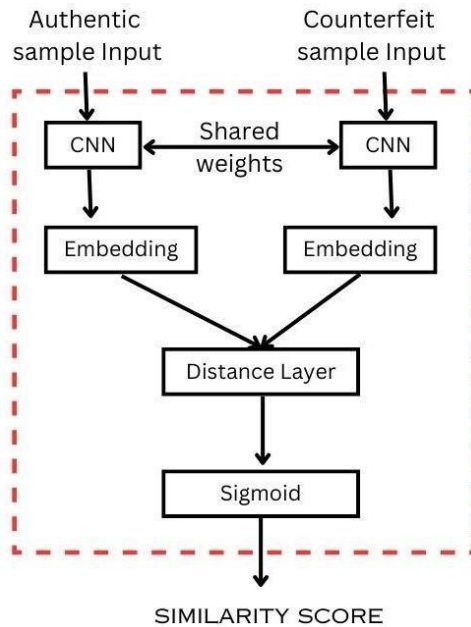 Authentic
sample Input
Counterfeit
sample Input
CNN
Shared
weights
CNN
Embedding
Embedding
Distance Layer
Sigmoid
SIMILARITY SCORE